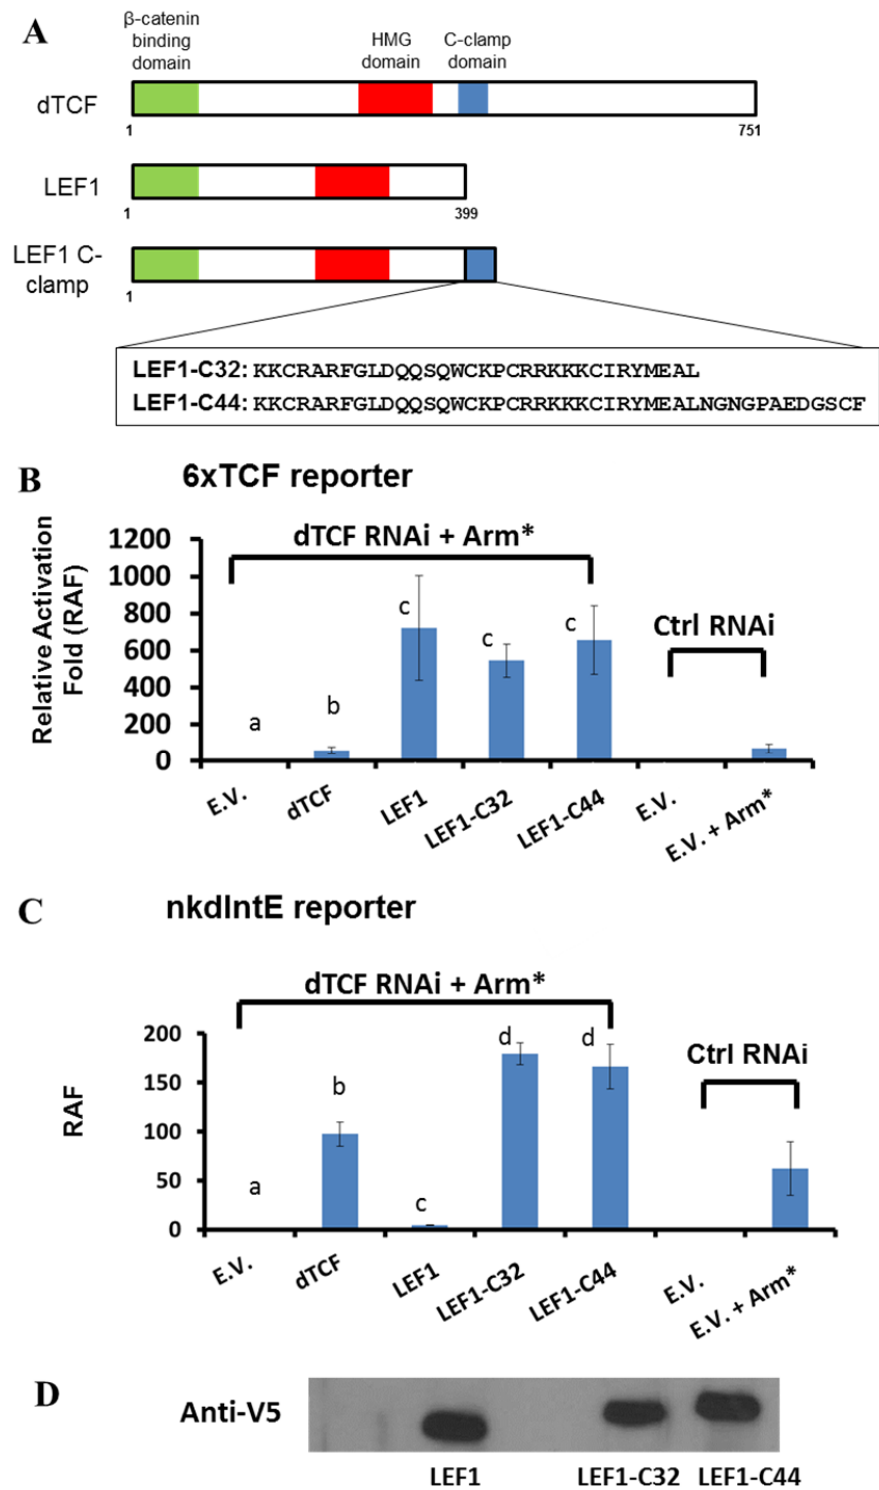 A
β-catenin
binding
domain
HMG
domain
C-clamp
domain
dTCF
1
751
LEF1
1
399
LEF1 C-
clamp
1
LEF1-C32: KKCRARFGLDQQSQWCKPCRRKKKCIRYMEAL
LEF1-C44: KKCRARFGLDQQSQWCKPCRRKKKCIRYMEALNGNGPAEDGSCF
B
6xTCF reporter
Relative Activation
Fold (RAF)
1200
1000
800
600
400
200
0
dTCF RNAi + Arm*
Ctrl RNAi
a
b
c
c
c
E.V.
dTCF
LEF1
LEF1-C32
LEF1-C44
E.V.
E.V. + Arm*
C
nkdIntE reporter
RAF
200
150
100
50
0
dTCF RNAi + Arm*
Ctrl RNAi
a
b
c
d
d
E.V.
dTCF
LEF1
LEF1-C32
LEF1-C44
E.V.
E.V. + Arm*
D
Anti-V5
LEF1
LEF1-C32
LEF1-C44